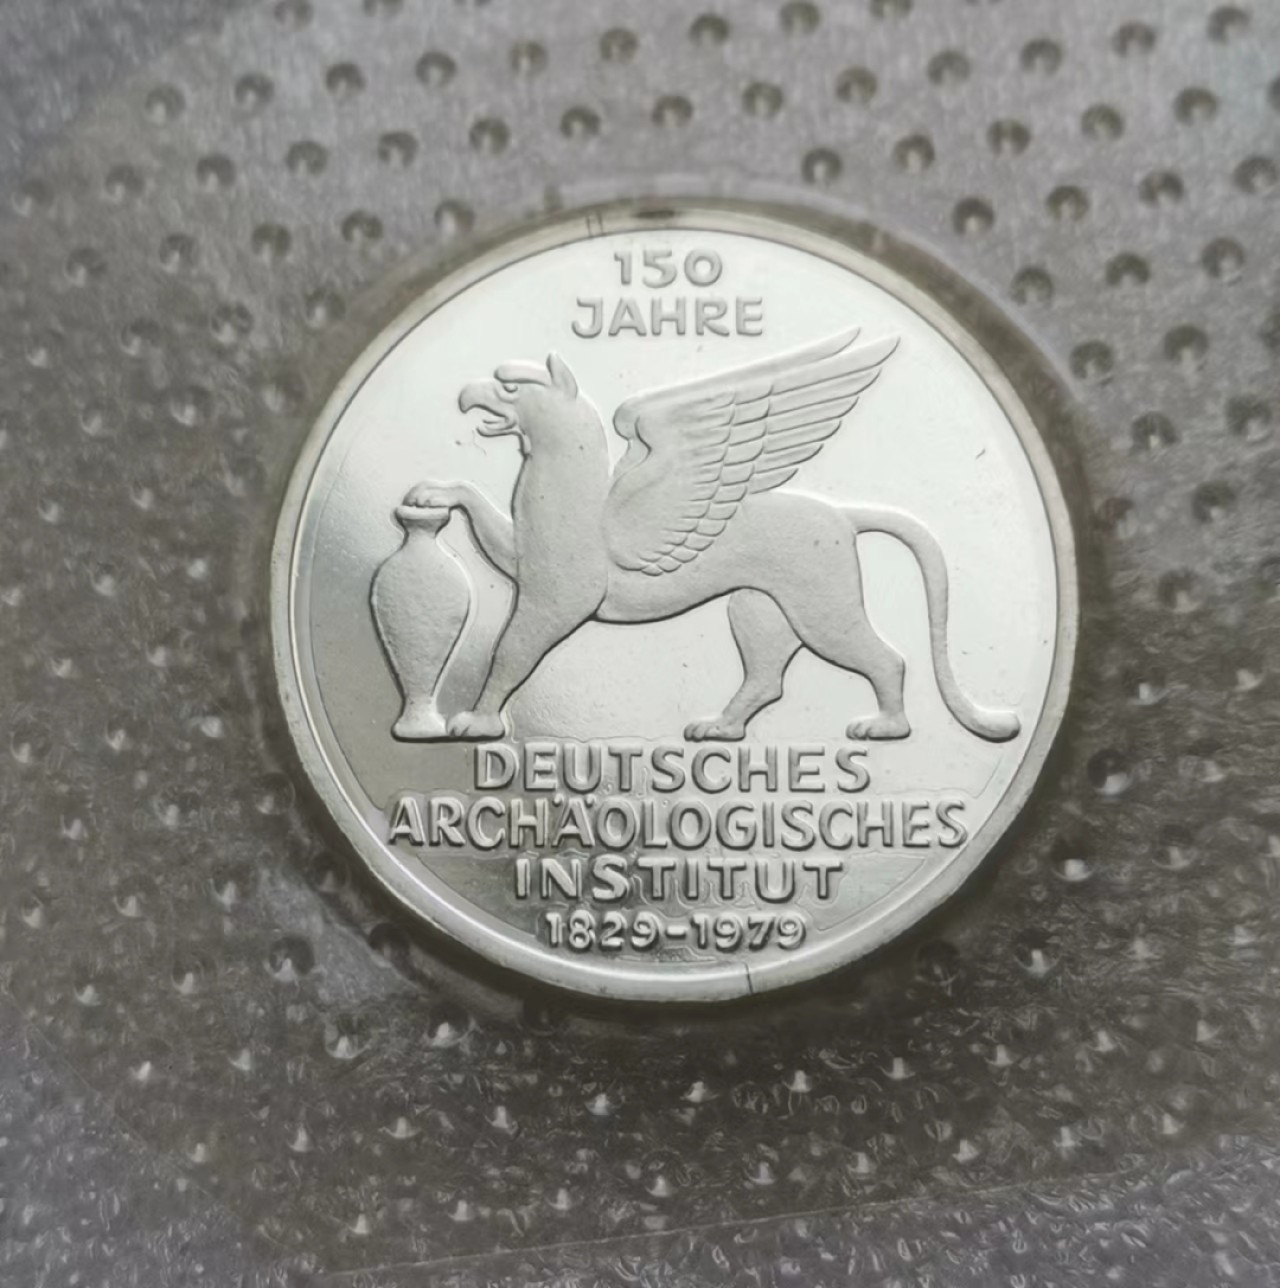 150
JAHRE
DEUTSCHES
ARCHÄOLOGISCHES
INSTITUT
1829-1979